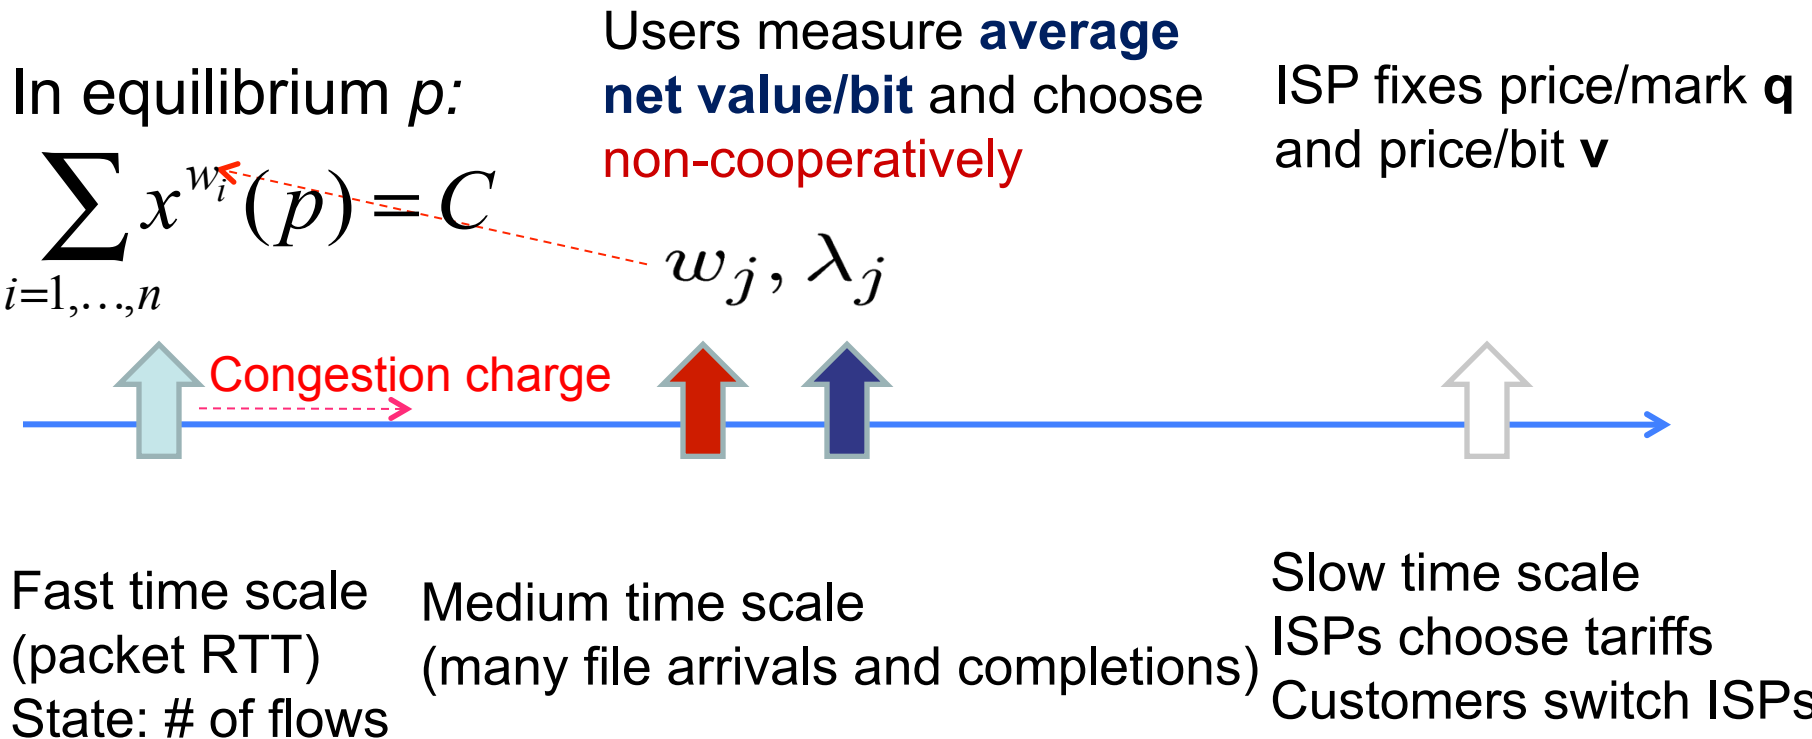 In equilibrium p:
∑ x^{w_i}(p) = C
i=1,…,n
Users measure average
net value/bit and choose
non-cooperatively
w_j, λ_j
ISP fixes price/mark q
and price/bit v
Congestion charge
Fast time scale
(packet RTT)
State: # of flows
Medium time scale
(many file arrivals and completions)
Slow time scale
ISPs choose tariffs
Customers switch ISPs